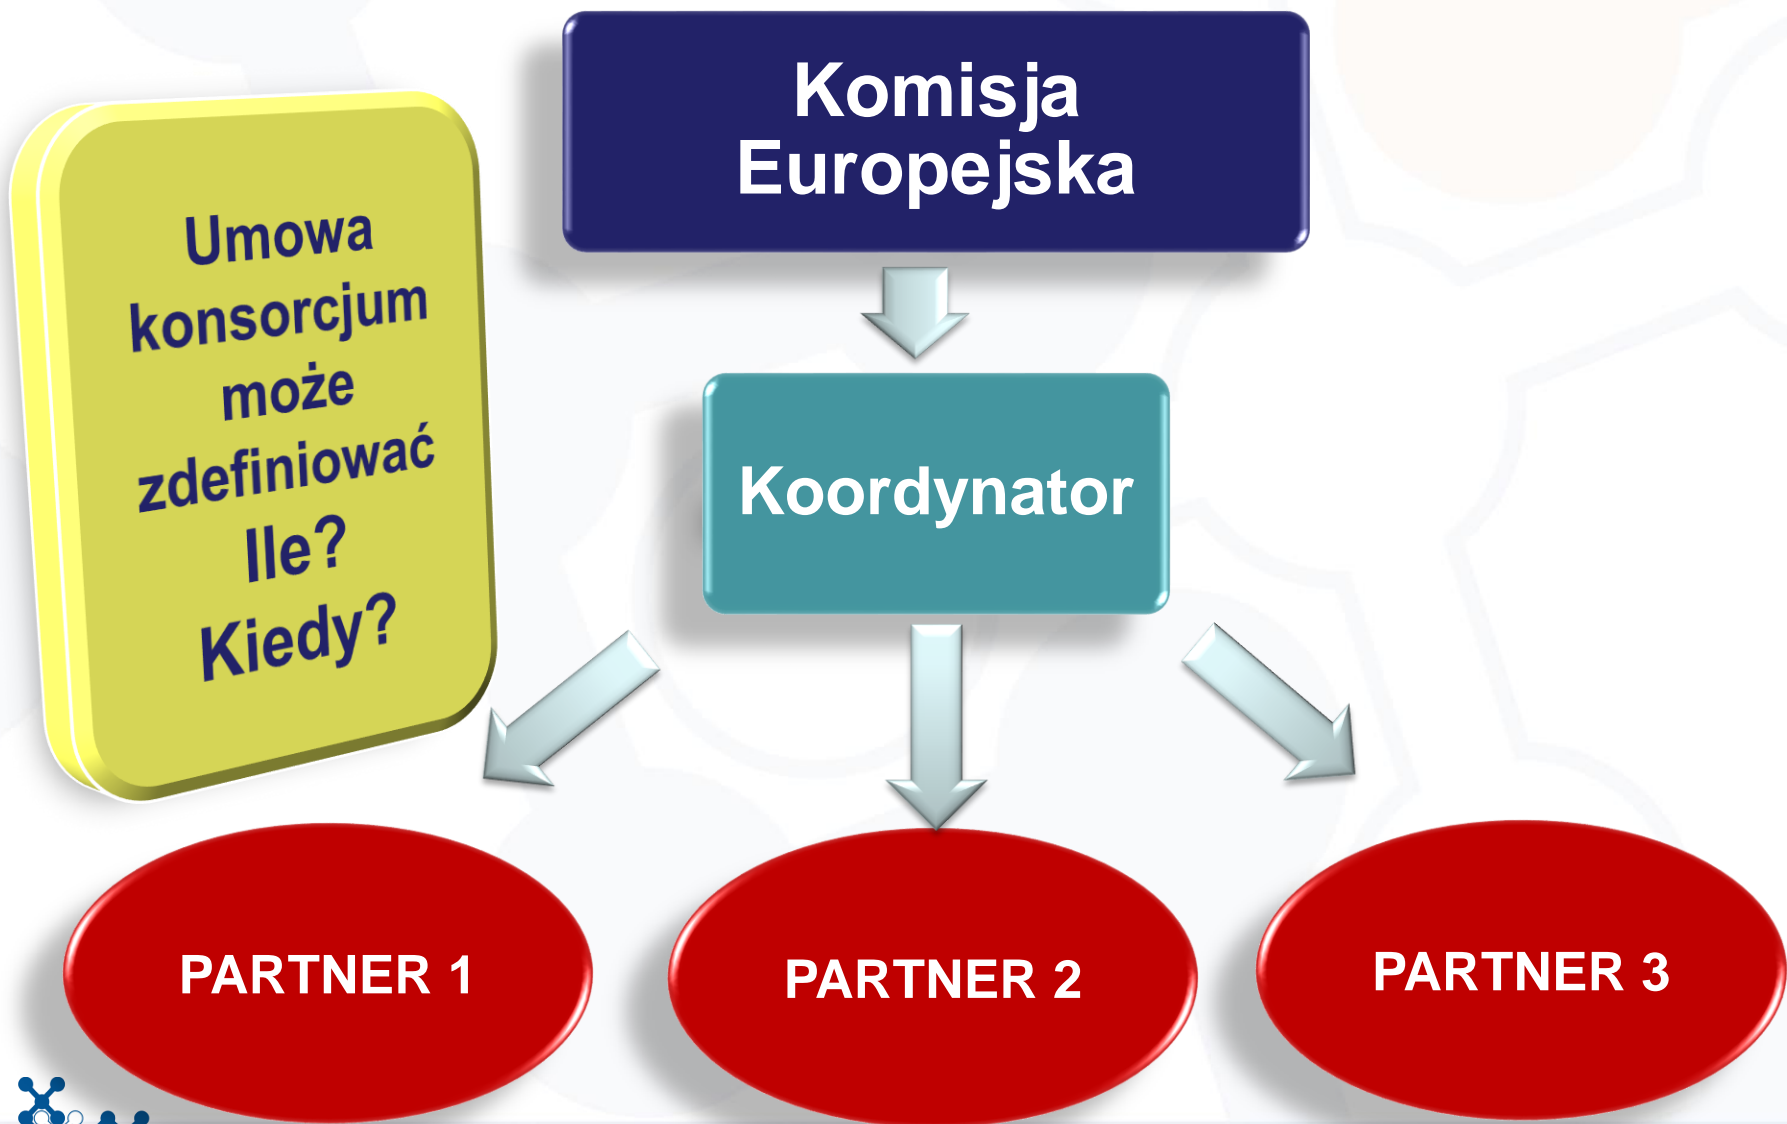 Komisja
Europejska
Umowa
konsorcjum
może
zdefiniować
Ile?
Kiedy?
Koordynator
PARTNER 1
PARTNER 2
PARTNER 3